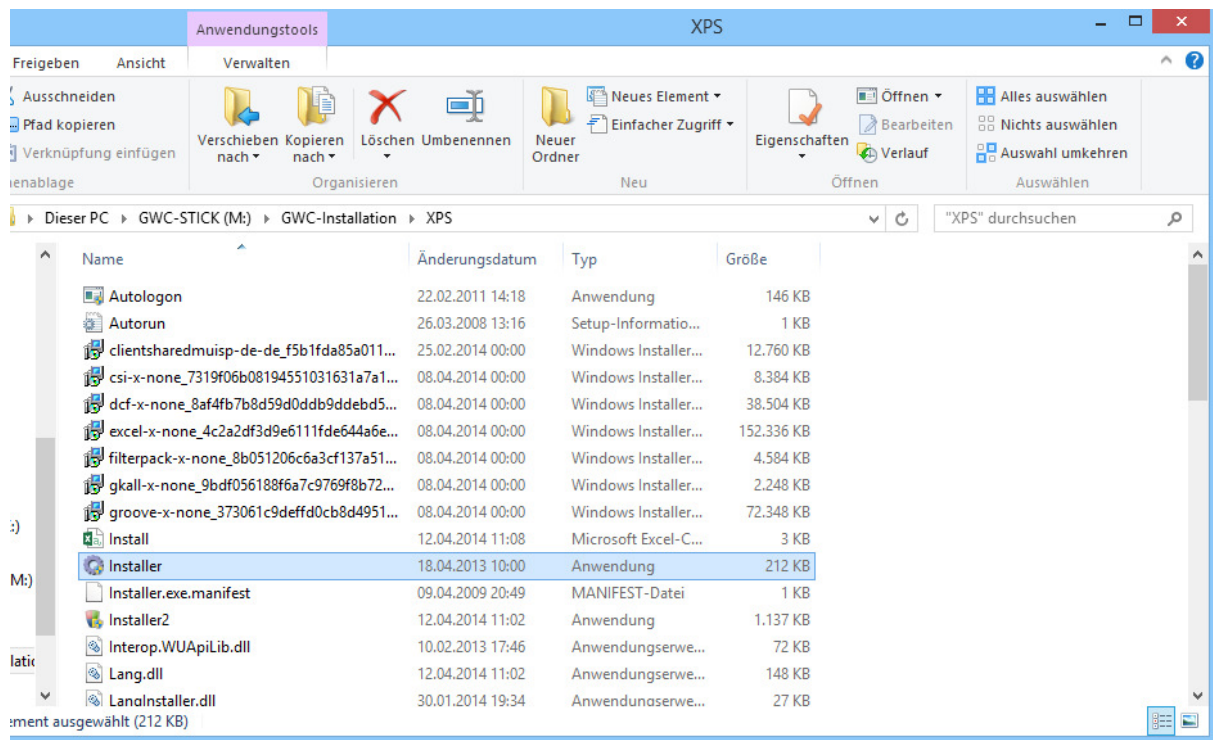 Anwendungstools XPS
Freigeben Ansicht Verwalten
Ausschneiden
Pfad kopieren
Verknüpfung einfügen
Verschieben nach
Kopieren nach
Löschen
Umbenennen
Organisieren
Neuer Ordner
Neues Element
Einfacher Zugriff
Neu
Eigenschaften
Öffnen
Bearbeiten
Verlauf
Öffnen
Alles auswählen
Nichts auswählen
Auswahl umkehren
Auswählen
Dieser PC GWC-STICK (M:) GWC-Installation XPS "XPS" durchsuchen
Name Änderungsdatum Typ Größe
Autologon 22.02.2011 14:18 Anwendung 146 KB
Autorun 26.03.2008 13:16 Setup-Informatio... 1 KB
clientsharedmuisp-de-de_f5b1fda85a011... 25.02.2014 00:00 Windows Installer... 12.760 KB
csi-x-none_7319f06b08194551031631a7a1... 08.04.2014 00:00 Windows Installer... 8.384 KB
dcf-x-none_8af4fb7b8d59d0ddb9ddebd5... 08.04.2014 00:00 Windows Installer... 38.504 KB
excel-x-none_4c2a2df3d9e6111fde644a6e... 08.04.2014 00:00 Windows Installer... 152.336 KB
filterpack-x-none_8b051206c6a3cf137a51... 08.04.2014 00:00 Windows Installer... 4.584 KB
gkall-x-none_9bdf056188f6a7c9769f8b72... 08.04.2014 00:00 Windows Installer... 2.248 KB
groove-x-none_373061c9deffd0cb8d4951... 08.04.2014 00:00 Windows Installer... 72.348 KB
Install 12.04.2014 11:08 Microsoft Excel-C... 3 KB
Installer 18.04.2013 10:00 Anwendung 212 KB
M:)
Installer.exe.manifest 09.04.2009 20:49 MANIFEST-Datei 1 KB
Installer2 12.04.2014 11:02 Anwendung 1.137 KB
Interop.WUApiLib.dll 10.02.2013 17:46 Anwendungserwe... 72 KB
Lang.dll 12.04.2014 11:02 Anwendungserwe... 148 KB
LangInstaller.dll 30.01.2014 19:34 Anwendungserwe... 27 KB
ement ausgewählt (212 KB)